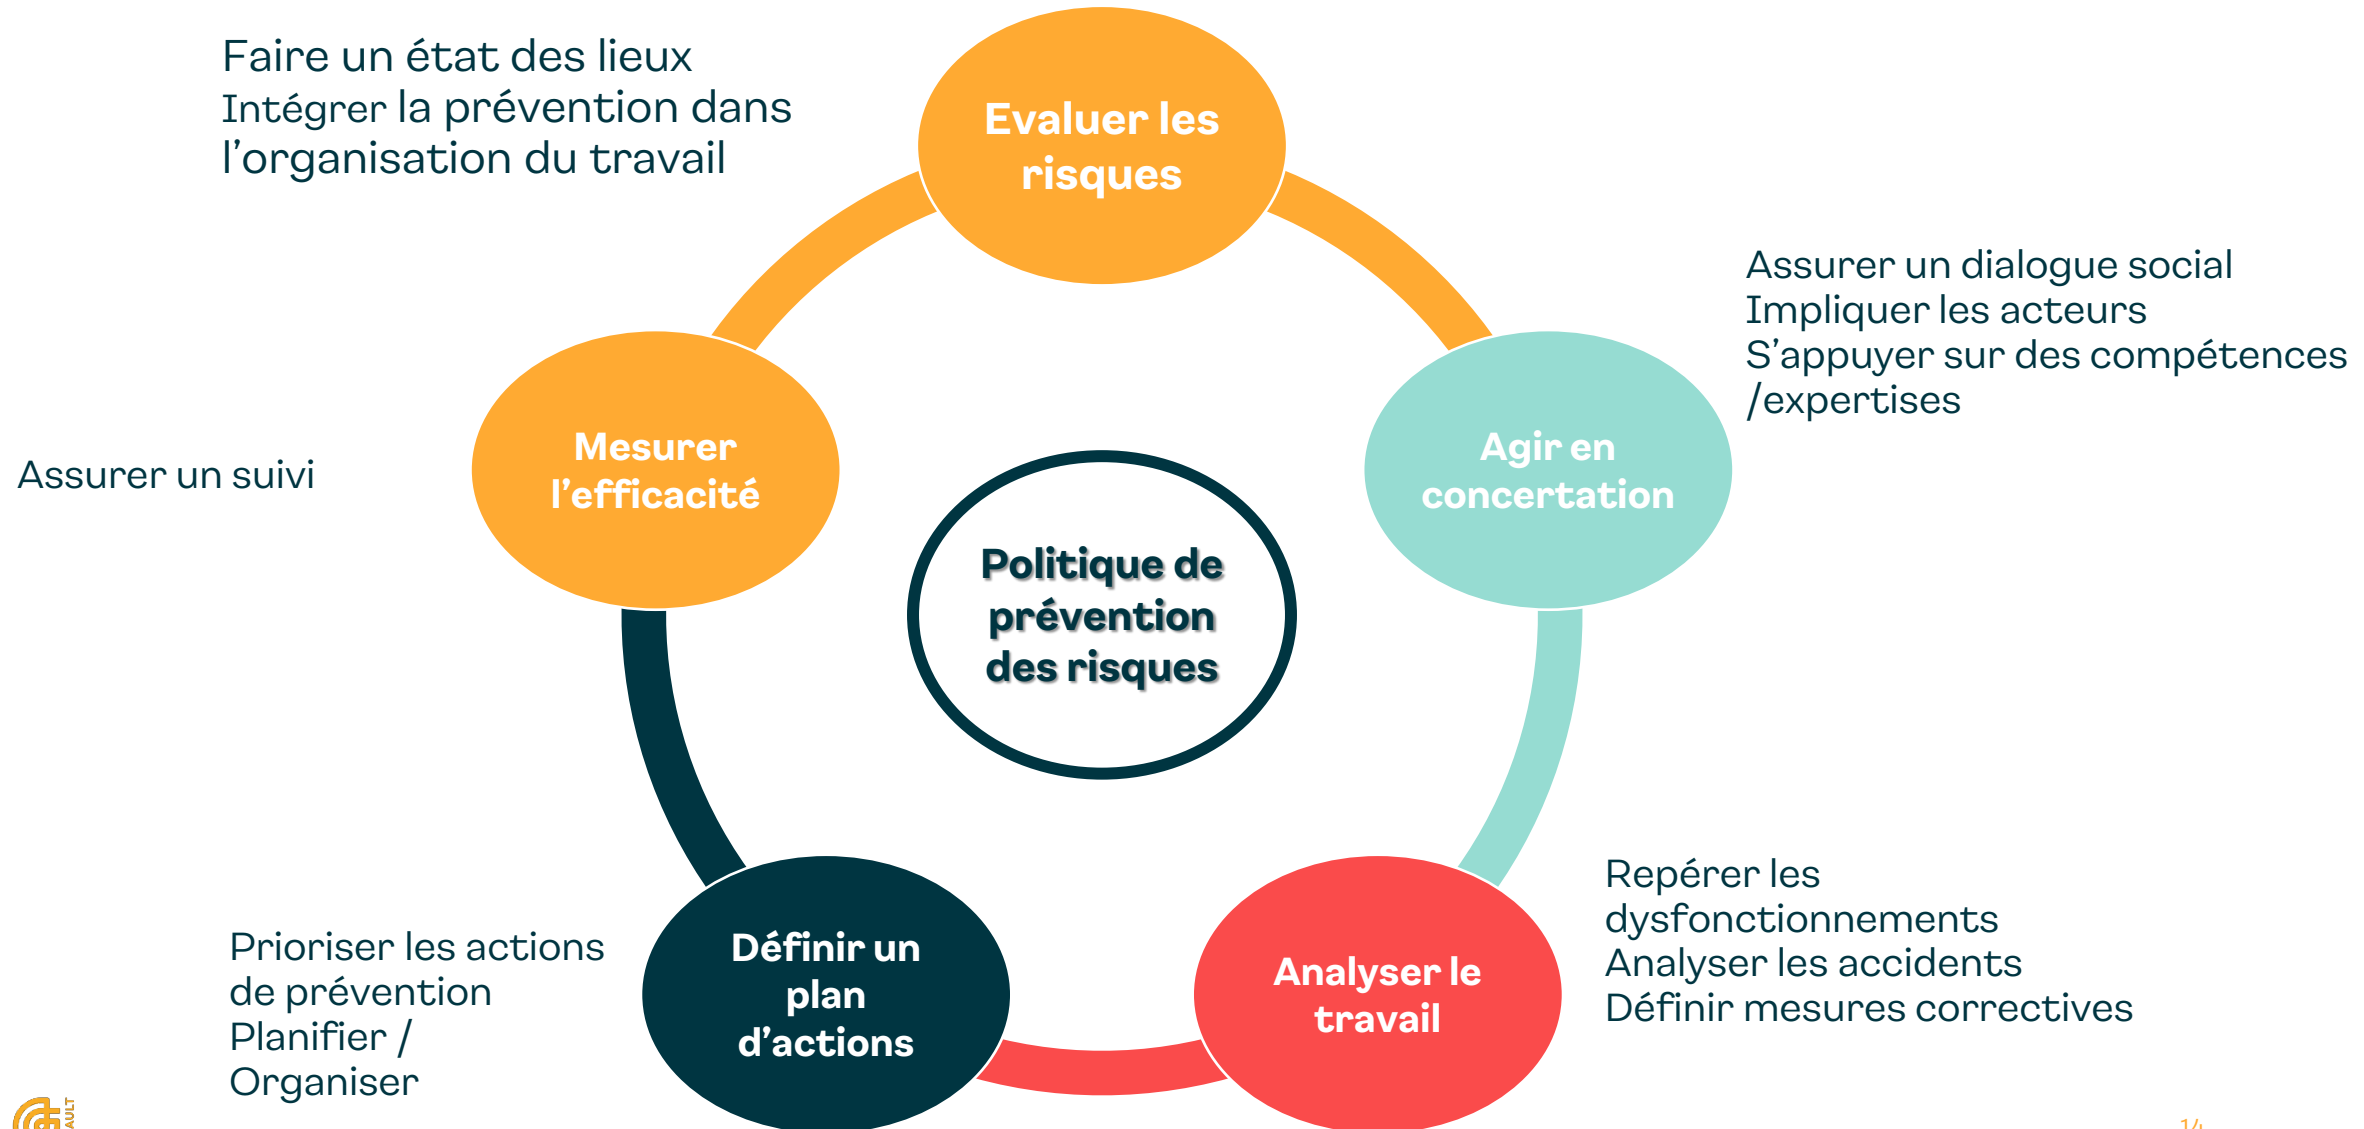 Faire un état des lieux
Intégrer la prévention dans
l’organisation du travail
Evaluer les
risques
Assurer un dialogue social
Impliquer les acteurs
S’appuyer sur des compétences
/expertises
Agir en
concertation
Mesurer
l’efficacité
Assurer un suivi
Politique de
prévention
des risques
Repérer les
dysfonctionnements
Analyser les accidents
Définir mesures correctives
Analyser le
travail
Définir un
plan
d’actions
Prioriser les actions
de prévention
Planifier /
Organiser
AULT
14